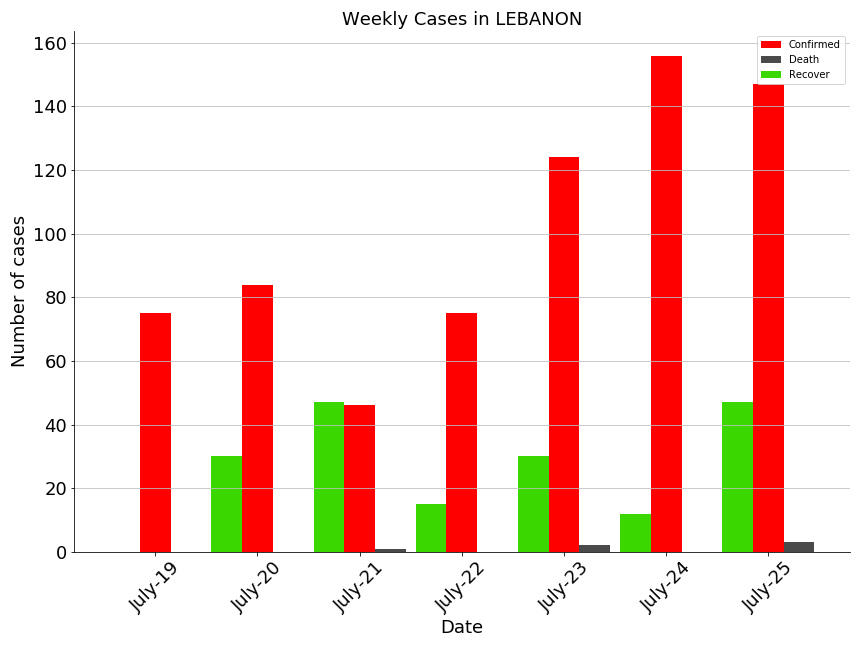 Weekly Cases in LEBANON
Confirmed
Death
Recover
Number of cases
160
140
120
100
80
60
40
20
0
July-19
July-20
July-21
July-22
July-23
July-24
July-25
Date